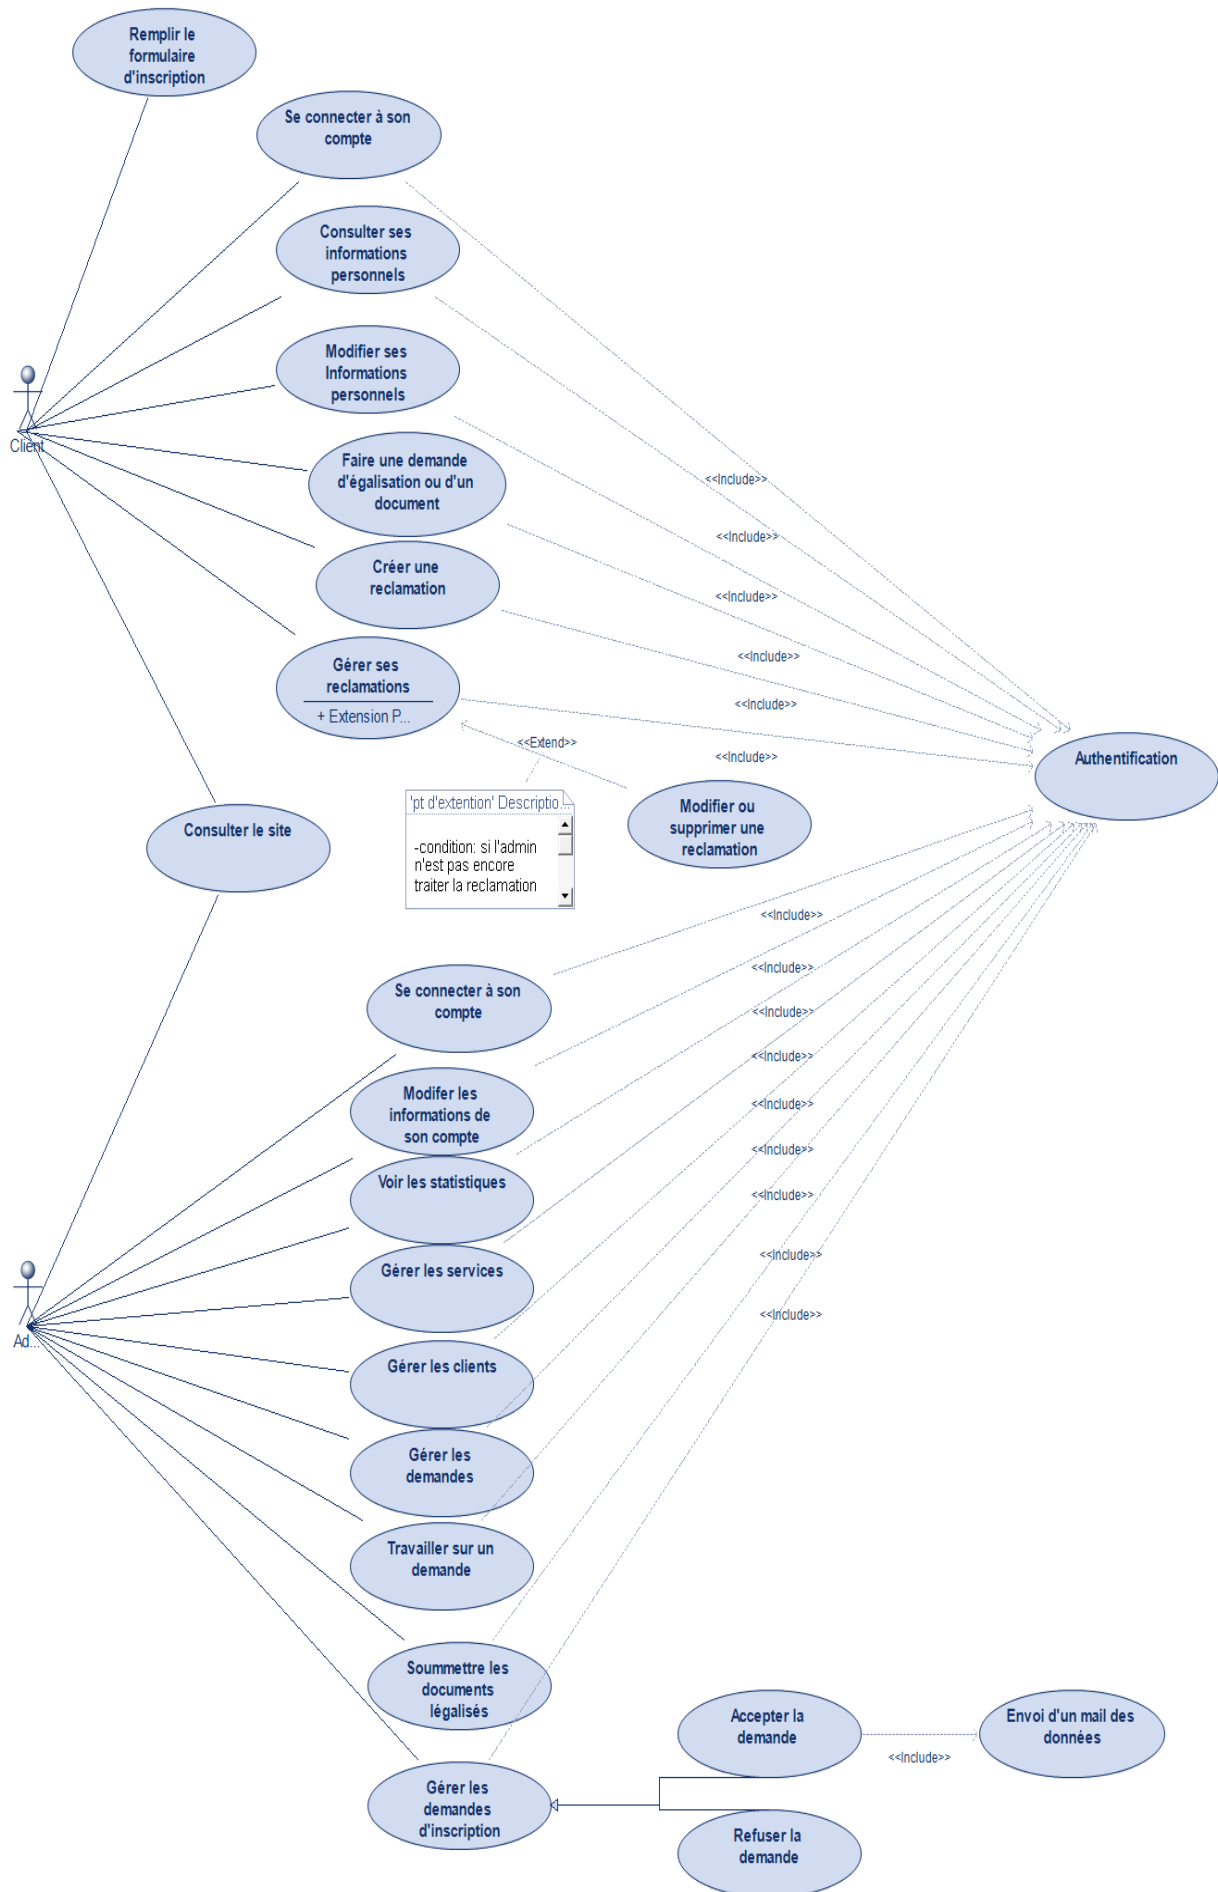 Remplir le
formulaire
d'inscription
Se connecter à son
compte
Consulter ses
informations
personnels
Modifier ses
Informations
personnels
Client
Faire une demande
d'égalisation ou d'un
document
<<Include>>
<<Include>>
Créer une
reclamation
<<Include>>
<<Include>>
Gérer ses
reclamations
+ Extension P...
<<Include>>
<<Extend>>
<<Include>>
Authentification
'pt d'extention' Descriptio...
-condition: si l'admin
n'est pas encore
traiter la reclamation
Modifier ou
supprimer une
reclamation
Consulter le site
<<Include>>
<<Include>>
Se connecter à son
compte
<<Include>>
<<Include>>
Modifer les
informations de
son compte
<<Include>>
<<Include>>
Voir les statistiques
<<Include>>
<<Include>>
Gérer les services
<<Include>>
Ad...
Gérer les clients
Gérer les
demandes
Travailler sur un
demande
Soummettre les
documents
légalisés
Accepter la
demande
<<Include>>
Envoi d'un mail des
données
Gérer les
demandes
d'inscription
Refuser la
demande